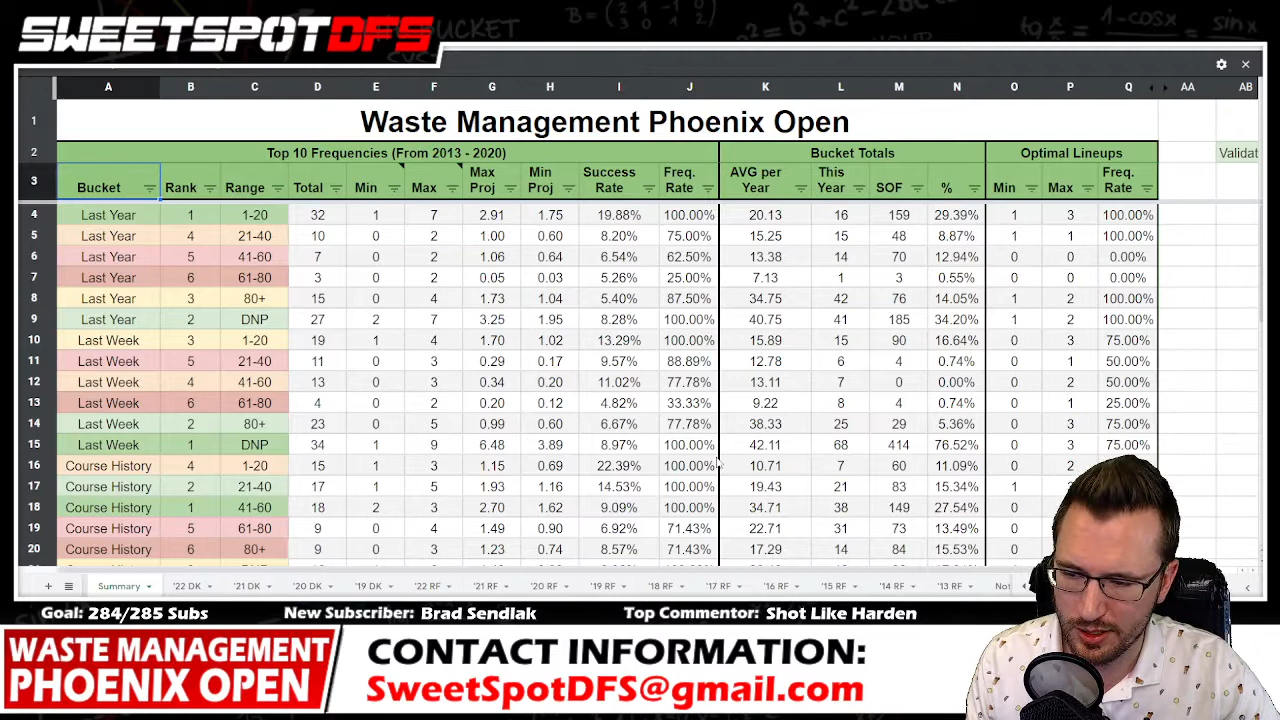 SWEETSPOTDFS
A B C D E F G H I J K L M N O P Q AA AB
1 Waste Management Phoenix Open
2 Top 10 Frequencies (From 2013 - 2020) Bucket Totals Optimal Lineups Validat
3 Bucket Rank Range Total Min Max Max Proj Min Proj Success Rate Freq. Rate AVG per Year This Year SOF % Min Max Freq. Rate
4 Last Year 1 1-20 32 1 7 2.91 1.75 19.88% 100.00% 20.13 16 159 29.39% 1 3 100.00%
5 Last Year 4 21-40 10 0 2 1.00 0.60 8.20% 75.00% 15.25 15 48 8.87% 1 1 100.00%
6 Last Year 5 41-60 7 0 2 1.06 0.64 6.54% 62.50% 13.38 14 70 12.94% 0 0 0.00%
7 Last Year 6 61-80 3 0 2 0.05 0.03 5.26% 25.00% 7.13 1 3 0.55% 0 0 0.00%
8 Last Year 3 80+ 15 0 4 1.73 1.04 5.40% 87.50% 34.75 42 76 14.05% 1 2 100.00%
9 Last Year 2 DNP 27 2 7 3.25 1.95 8.28% 100.00% 40.75 41 185 34.20% 1 2 100.00%
10 Last Week 3 1-20 19 1 4 1.70 1.02 13.29% 100.00% 15.89 15 90 16.64% 0 3 75.00%
11 Last Week 5 21-40 11 0 3 0.29 0.17 9.57% 88.89% 12.78 6 4 0.74% 0 1 50.00%
12 Last Week 4 41-60 13 0 3 0.34 0.20 11.02% 77.78% 13.11 7 0 0.00% 0 2 50.00%
13 Last Week 6 61-80 4 0 2 0.20 0.12 4.82% 33.33% 9.22 8 4 0.74% 0 1 25.00%
14 Last Week 2 80+ 23 0 5 0.99 0.60 6.67% 77.78% 38.33 25 29 5.36% 0 3 75.00%
15 Last Week 1 DNP 34 1 9 6.48 3.89 8.97% 100.00% 42.11 68 414 76.52% 0 3 75.00%
16 Course History 4 1-20 15 1 3 1.15 0.69 22.39% 100.00% 10.71 7 60 11.09% 0 2
17 Course History 2 21-40 17 1 5 1.93 1.16 14.53% 100.00% 19.43 21 83 15.34% 1
18 Course History 1 41-60 18 2 3 2.70 1.62 9.09% 100.00% 34.71 38 149 27.54% 0
19 Course History 5 61-80 9 0 4 1.49 0.90 6.92% 71.43% 22.71 31 73 13.49% 0
20 Course History 6 80+ 9 0 3 1.23 0.74 8.57% 71.43% 17.29 14 84 15.53% 0
Summary '22 DK '21 DK '20 DK '19 DK '22 RF '21 RF '20 RF '19 RF '18 RF '17 RF '16 RF '15 RF '14 RF '13 RF
Goal: 284/285 Subs New Subscriber: Brad Sendlak Top Commentor: Shot Like Harden
WASTE MANAGEMENT
PHOENIX OPEN
CONTACT INFORMATION:
SweetSpotDFS@gmail.com